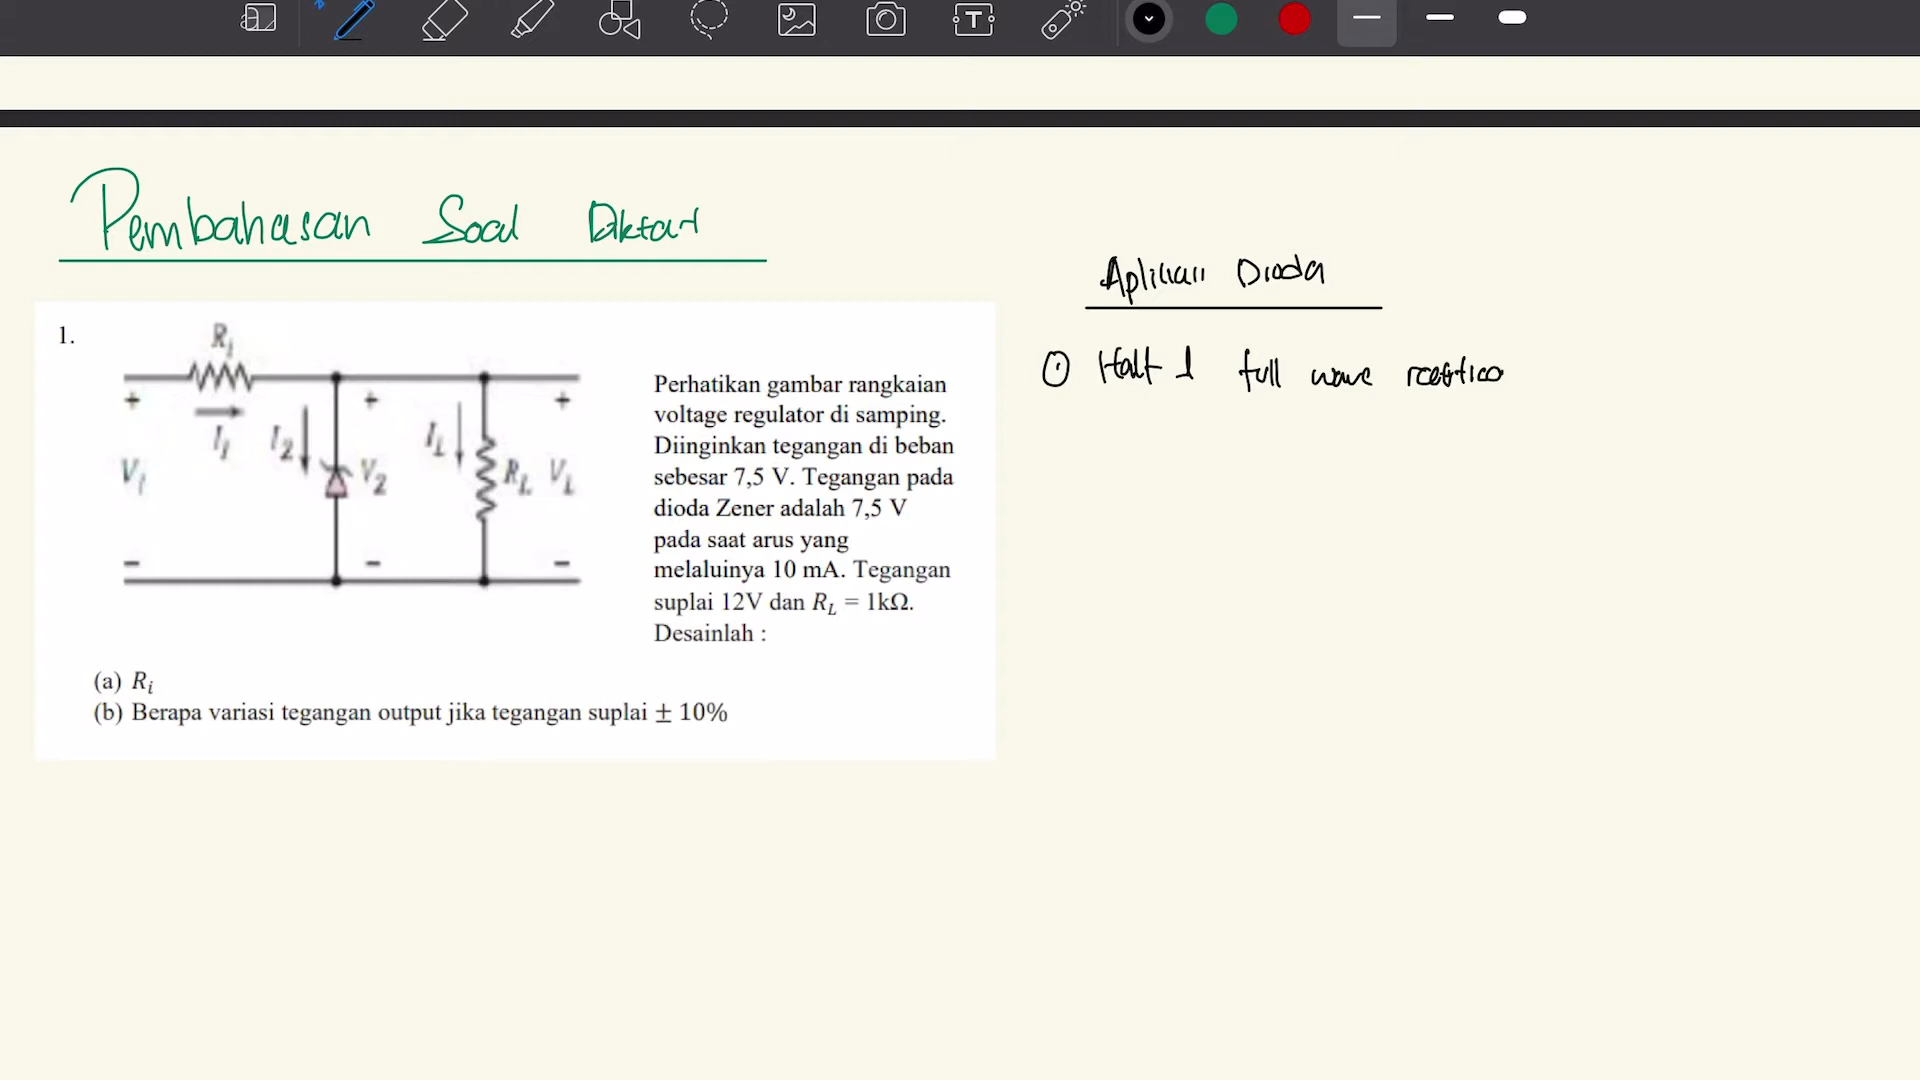 Pembahasan Soal
Aplikasi Dioda
1.
R_i
① Half & full wave
Perhatikan gambar rangkaian
voltage regulator di samping.
Diinginkan tegangan di beban
sebesar 7,5 V. Tegangan pada
dioda Zener adalah 7,5 V
pada saat arus yang
melaluinya 10 mA. Tegangan
suplai 12V dan R_L = 1kΩ.
Desainlah :
+ + +
I_i I_2 I_L
V_i V_2 R_L V_L
− − −
(a) R_i
(b) Berapa variasi tegangan output jika tegangan suplai ± 10%
T